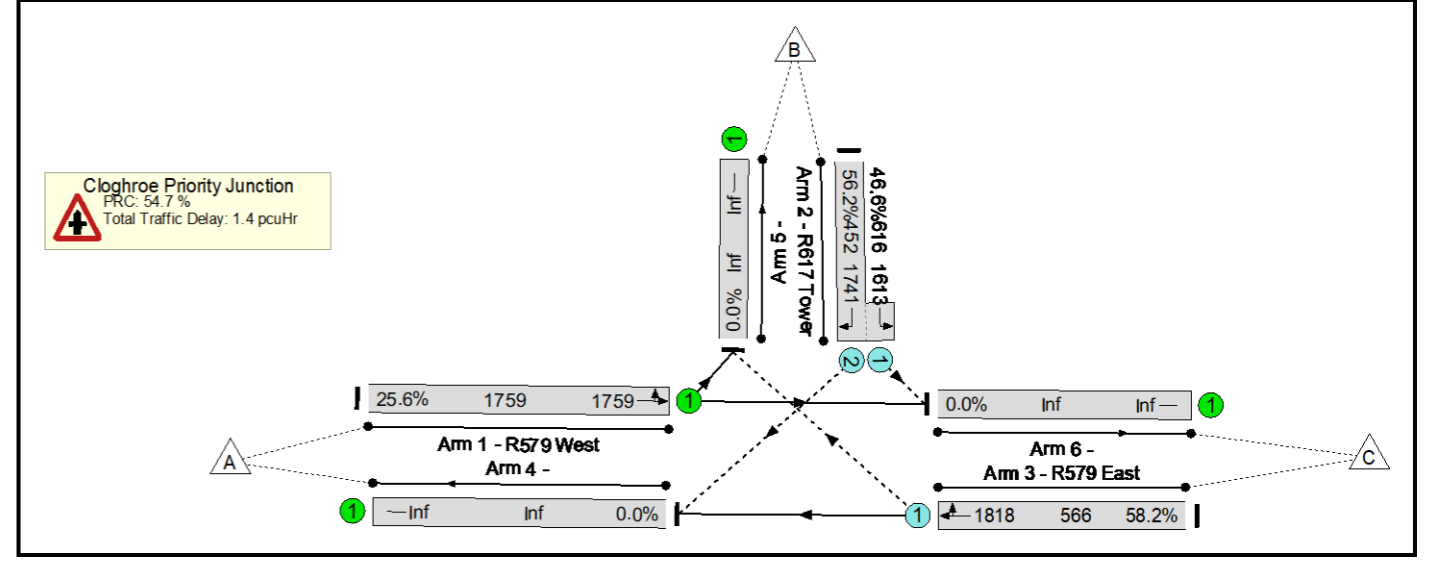 B
Cloghroe Priority Junction
PRC: 54.7 %
Total Traffic Delay: 1.4 pcuHr
1
Inf
Inf
0.0%
Arm 5 -
Arm 2 - R617 Tower
56.2% 452 1741
46.6% 616 1613
2
1
25.6% 1759 1759
1
0.0% Inf Inf
1
Arm 1 - R579 West
Arm 4 -
A
Arm 6 -
Arm 3 - R579 East
C
1
Inf Inf 0.0%
1
1818 566 58.2%